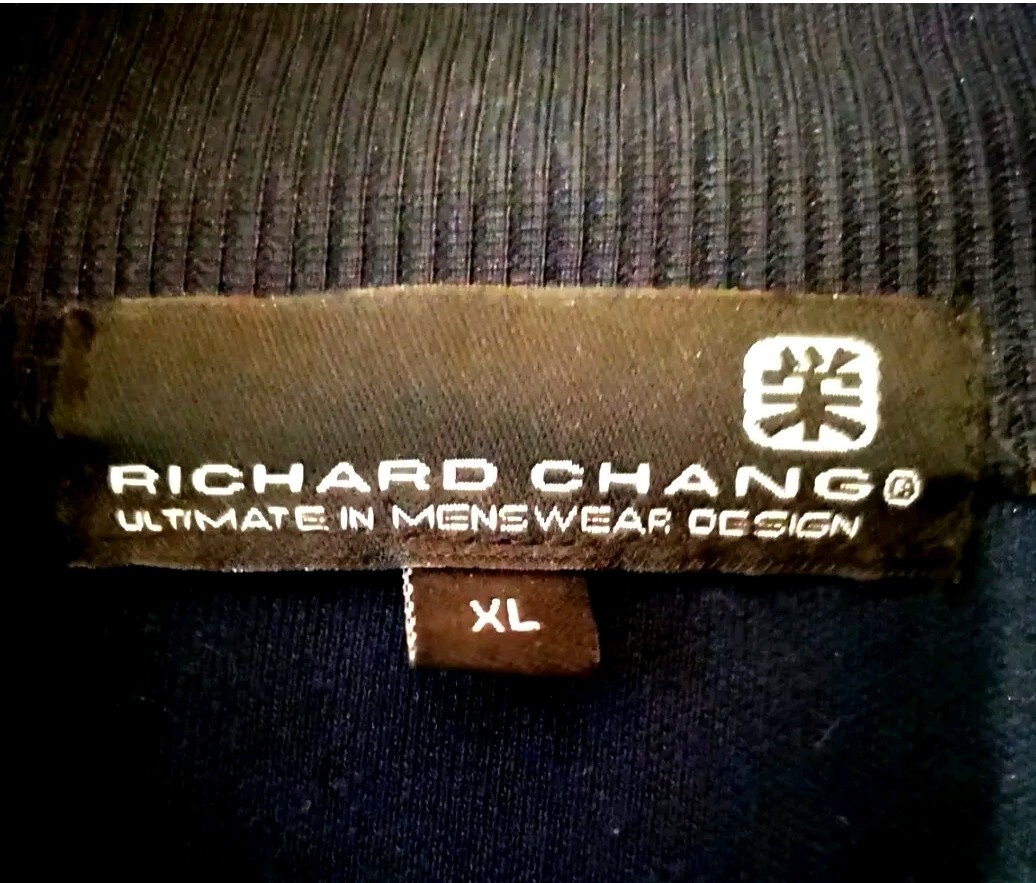 RICHARD CHANG®
ULTIMATE IN MENSWEAR DESIGN
XL